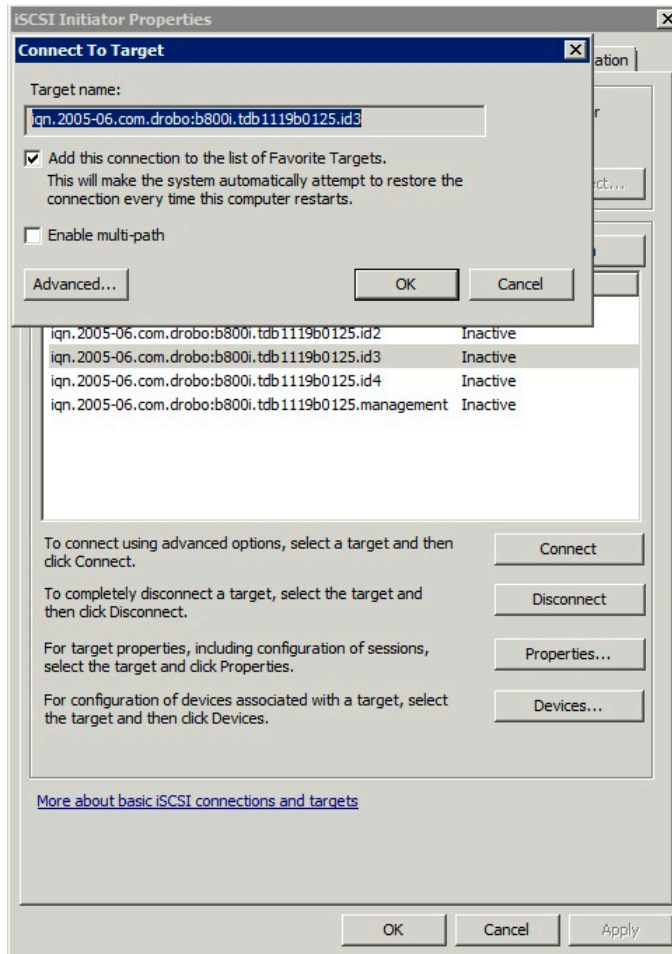 iSCSI Initiator Properties
Connect To Target
ation
Target name:
iqn.2005-06.com.drobo:b800i.tdb1119b0125.id3
Add this connection to the list of Favorite Targets.
This will make the system automatically attempt to restore the
connection every time this computer restarts.
Enable multi-path
Advanced...
OK
Cancel
iqn.2005-06.com.drobo:b800i.tdb1119b0125.id2 Inactive
iqn.2005-06.com.drobo:b800i.tdb1119b0125.id3 Inactive
iqn.2005-06.com.drobo:b800i.tdb1119b0125.id4 Inactive
iqn.2005-06.com.drobo:b800i.tdb1119b0125.management Inactive
To connect using advanced options, select a target and then
click Connect.
Connect
To completely disconnect a target, select the target and
then click Disconnect.
Disconnect
For target properties, including configuration of sessions,
select the target and click Properties.
Properties...
For configuration of devices associated with a target, select
the target and then click Devices.
Devices...
More about basic iSCSI connections and targets
OK
Cancel
Apply